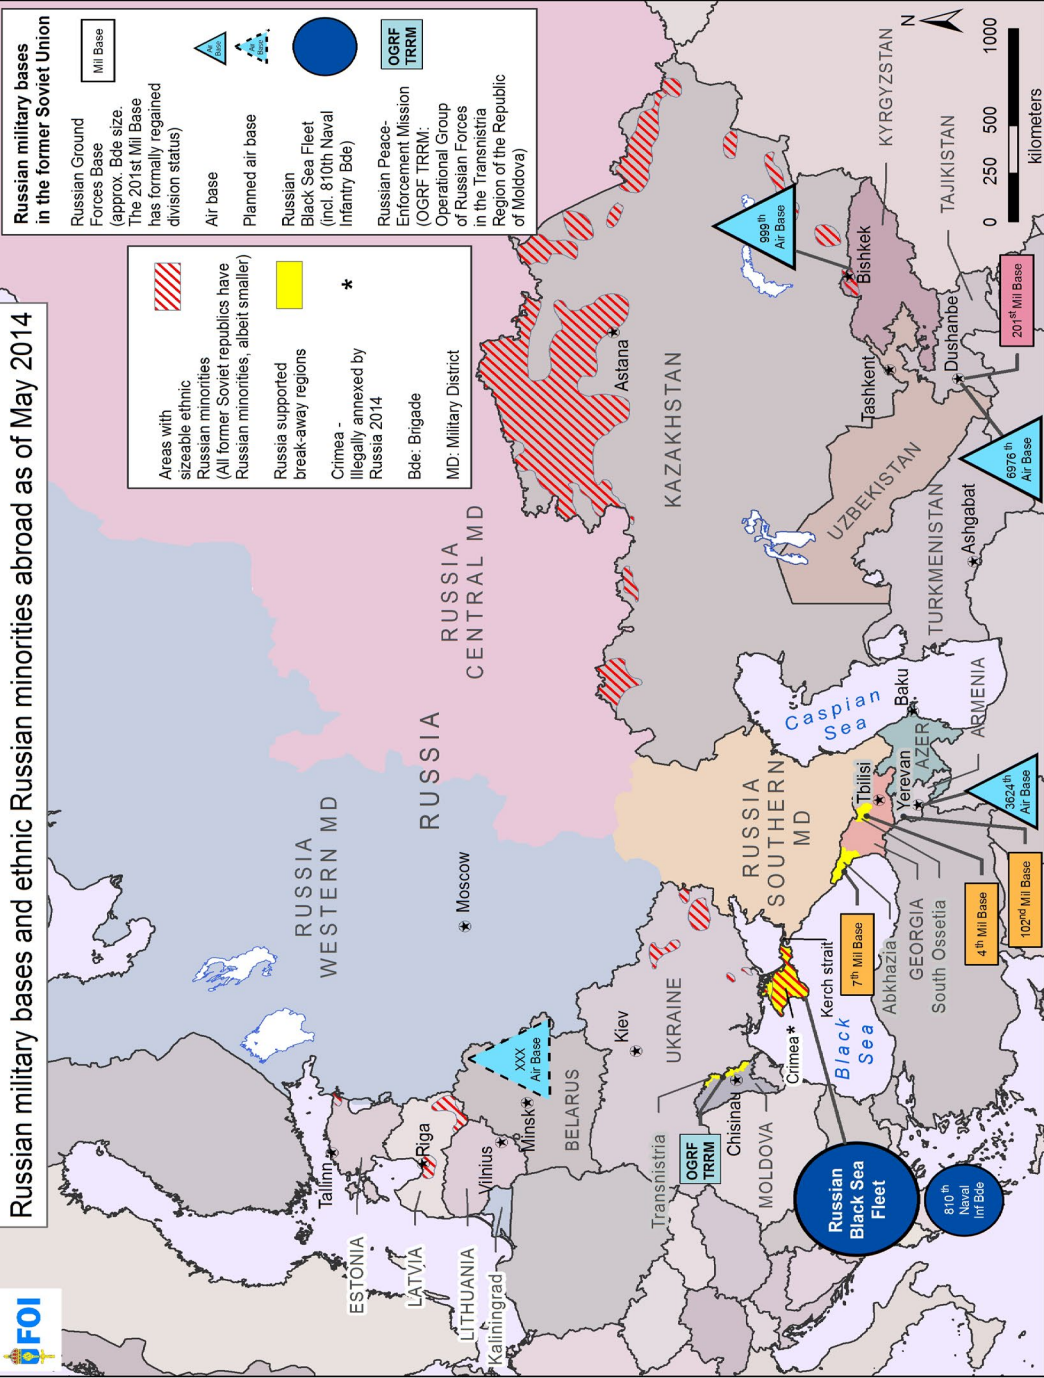 FOI
Russian military bases and ethnic Russian minorities abroad as of May 2014
Russian military bases
in the former Soviet Union
Russian Ground
Forces Base
(approx. Bde size.
The 201st Mil Base
has formally regained
division status)
Mil Base
Air base
Air
Base
Planned air base
Air
Base
Russian
Black Sea Fleet
(incl. 810th Naval
Infantry Bde)
Russian Peace-
Enforcement Mission
(OGRF TRRM:
Operational Group
of Russian Forces
in the Transnistria
Region of the Republic
of Moldova)
OGRF
TRRM
Areas with
sizeable ethnic
Russian minorities
(All former Soviet republics have
Russian minorities, albeit smaller)
Russia supported
break-away regions
Crimea -
Illegally annexed by
Russia 2014
*
Bde: Brigade
MD: Military District
RUSSIA
WESTERN MD
RUSSIA
RUSSIA
CENTRAL MD
RUSSIA
SOUTHERN
MD
Moscow
Tallinn
Riga
Vilnius
Minsk
ESTONIA
LATVIA
LITHUANIA
Kaliningrad
XXX
Air Base
BELARUS
Kiev
UKRAINE
Transnistria
OGRF
TRRM
Chisinau
MOLDOVA
Crimea*
Kerch strait
Black
Sea
Russian
Black Sea
Fleet
810th
Naval
Inf Bde
7th Mil Base
Abkhazia
GEORGIA
South Ossetia
4th Mil Base
102nd Mil Base
3624th
Air Base
Tbilisi
Yerevan
AZER
Baku
ARMENIA
Caspian
Sea
KAZAKHSTAN
Astana
UZBEKISTAN
Tashkent
TURKMENISTAN
Ashgabat
Dushanbe
6976th
Air Base
201st Mil Base
999th
Air Base
Bishkek
KYRGYZSTAN
TAJIKISTAN
N
0 250 500 1000
kilometers